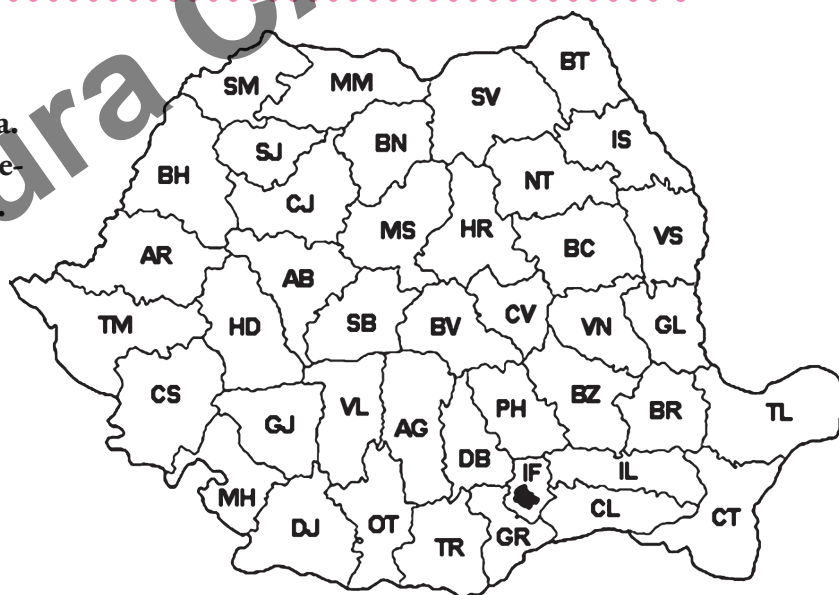 a.
e-
.
dra C
SM
MM
SV
BT
SJ
BN
IS
BH
NT
CJ
MS
HR
BC
VS
AR
AB
TM
HD
SB
BV
CV
VN
GL
CS
GJ
VL
AG
PH
BZ
BR
TL
DB
IF
IL
MH
DJ
OT
TR
GR
CL
CT